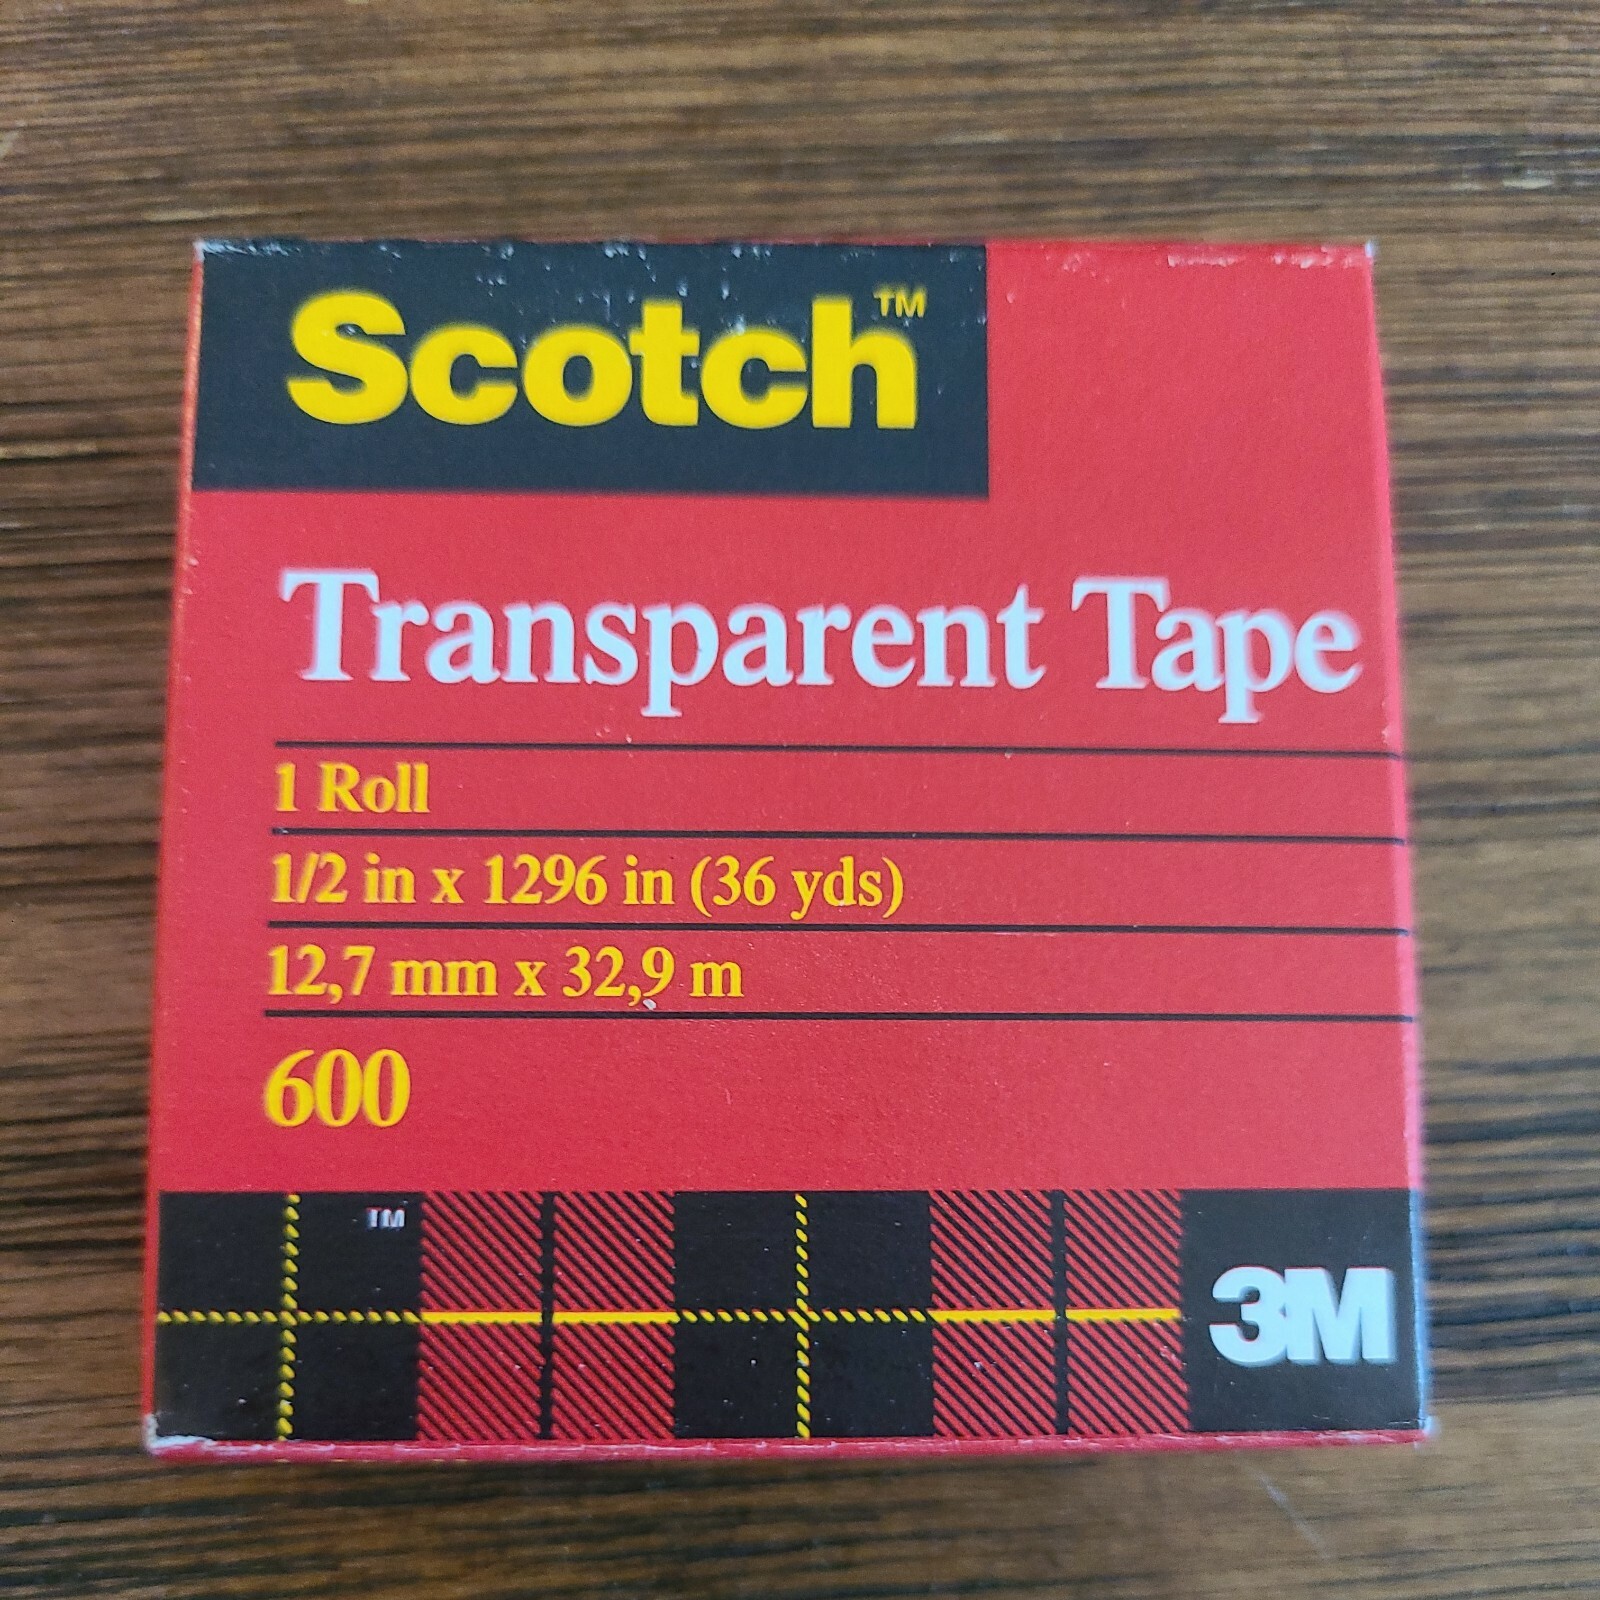 Scotch™
Transparent Tape
1 Roll
1/2 in x 1296 in (36 yds)
12,7 mm x 32,9 m
600
™
3M